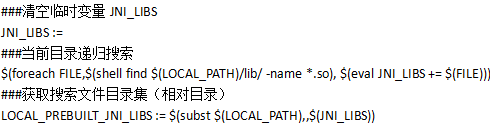 ###清空临时变量 JNI_LIBS
JNI_LIBS :=
###当前目录递归搜索
$(foreach FILE,$(shell find $(LOCAL_PATH)/lib/ -name *.so), $(eval JNI_LIBS += $(FILE)))
###获取搜索文件目录集（相对目录）
LOCAL_PREBUILT_JNI_LIBS := $(subst $(LOCAL_PATH),,$(JNI_LIBS))